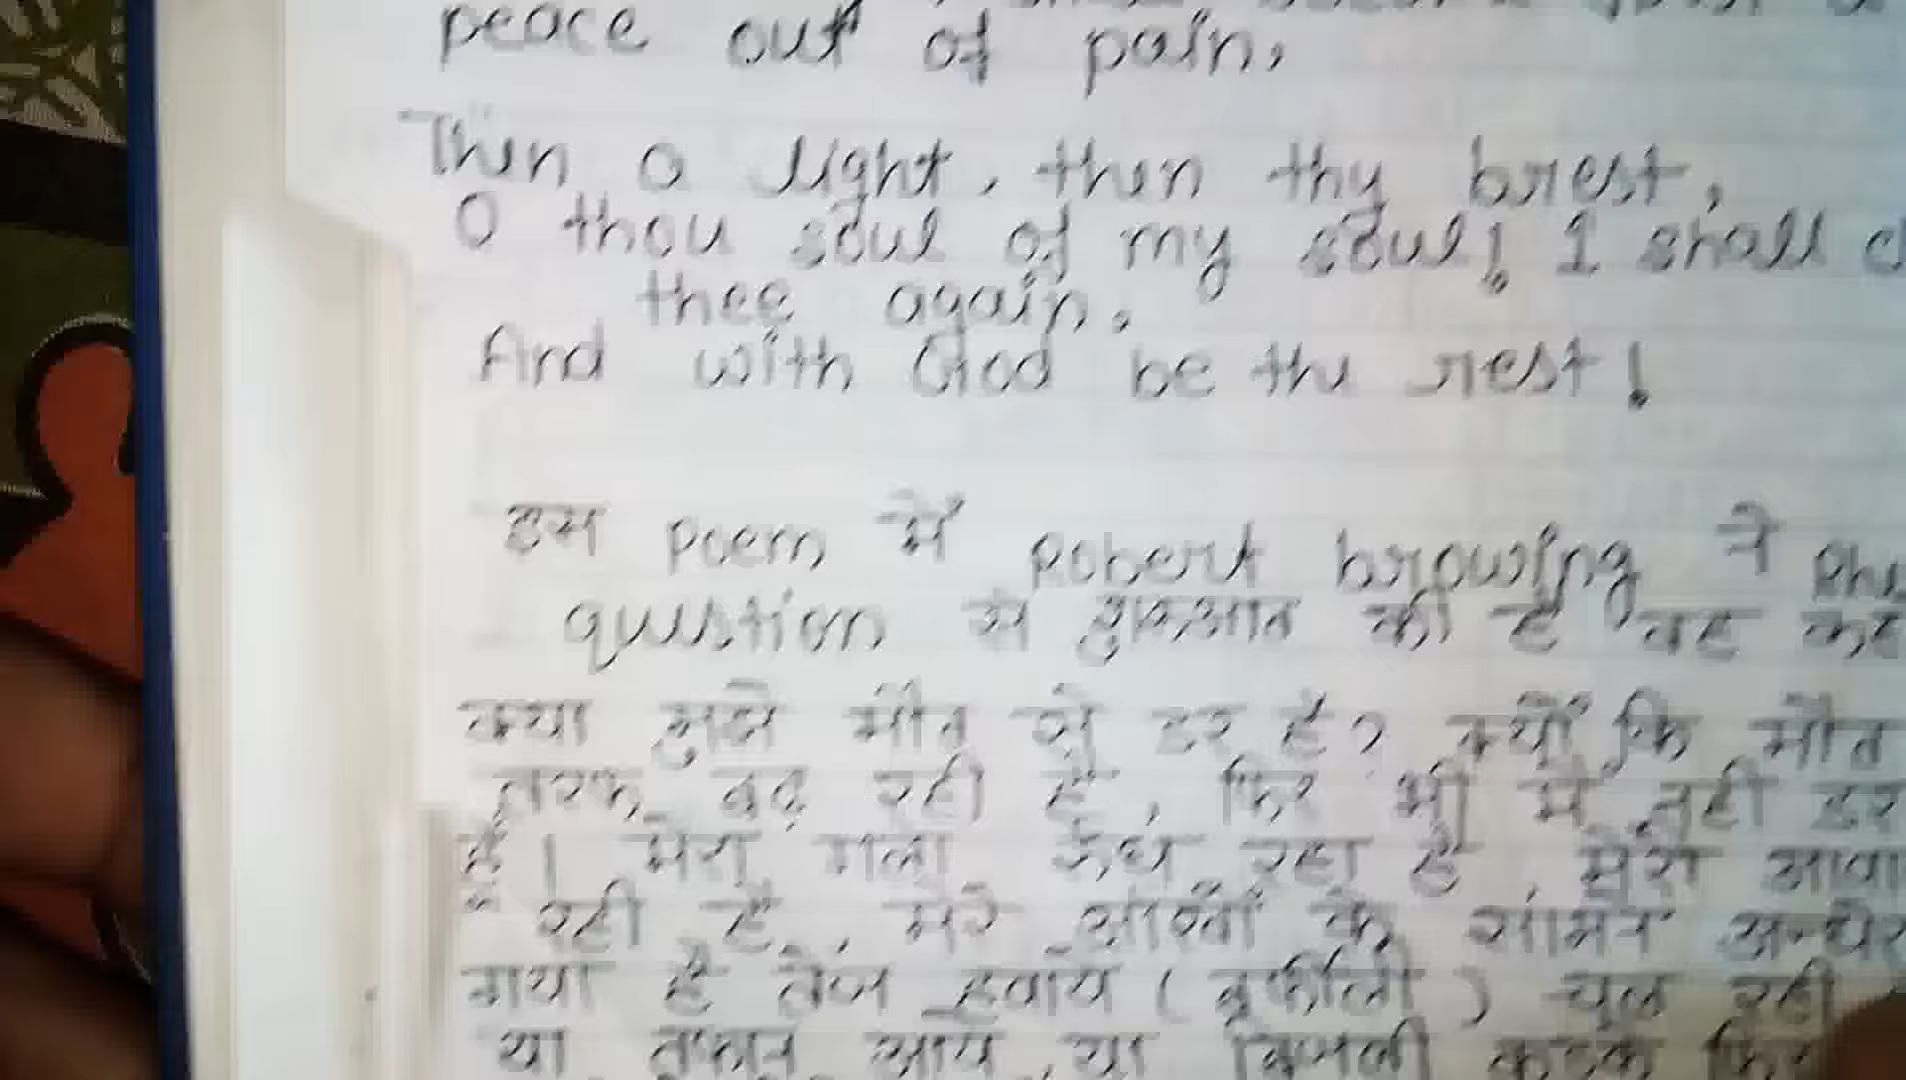 peace out of pain,
Then a light, then thy brest,
O thou soul of my soul! I shall
thee again,
And with God be the rest!
इस poem में Robert browing ने
question से शुरूआत की है वह
क्या मुझे मौत से डर है? क्यों कि मौत
तरफ बढ़ रही है, फिर भी मैं नही डर
हूँ। मेरा गला रूंध रहा है, मेरी
रही है, मेरे आंखों के सामने
गया है तेज हवाये (बर्फीली) चल रही
या तुफान आये या बिजली कड़के फिर